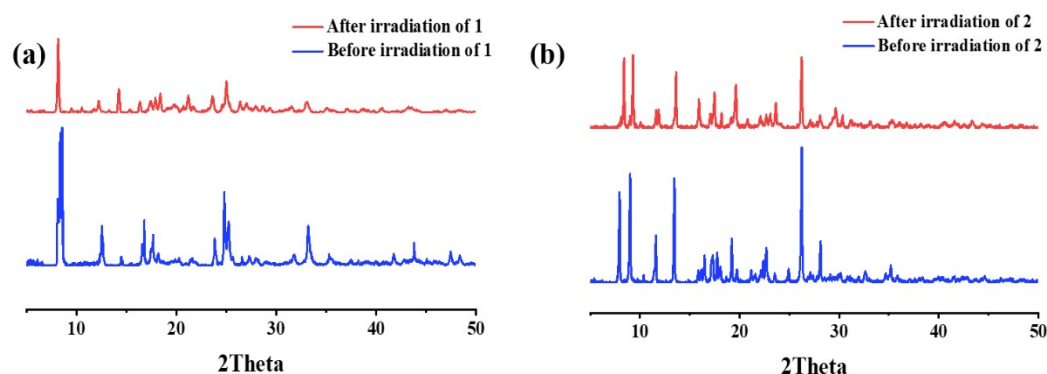 (a)
After irradiation of 1
Before irradiation of 1
10 20 30 40 50
2Theta
(b)
After irradiation of 2
Before irradiation of 2
10 20 30 40 50
2Theta